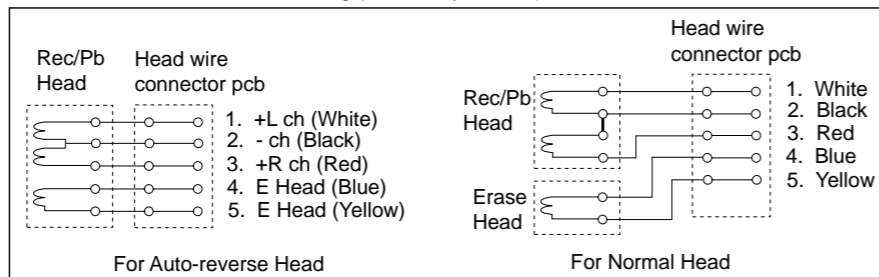 Rec/Pb
Head
Head wire
connector pcb
1. +L ch (White)
2. - ch (Black)
3. +R ch (Red)
4. E Head (Blue)
5. E Head (Yellow)
For Auto-reverse Head
Head wire
connector pcb
Rec/Pb
Head
1. White
2. Black
3. Red
4. Blue
5. Yellow
Erase
Head
For Normal Head